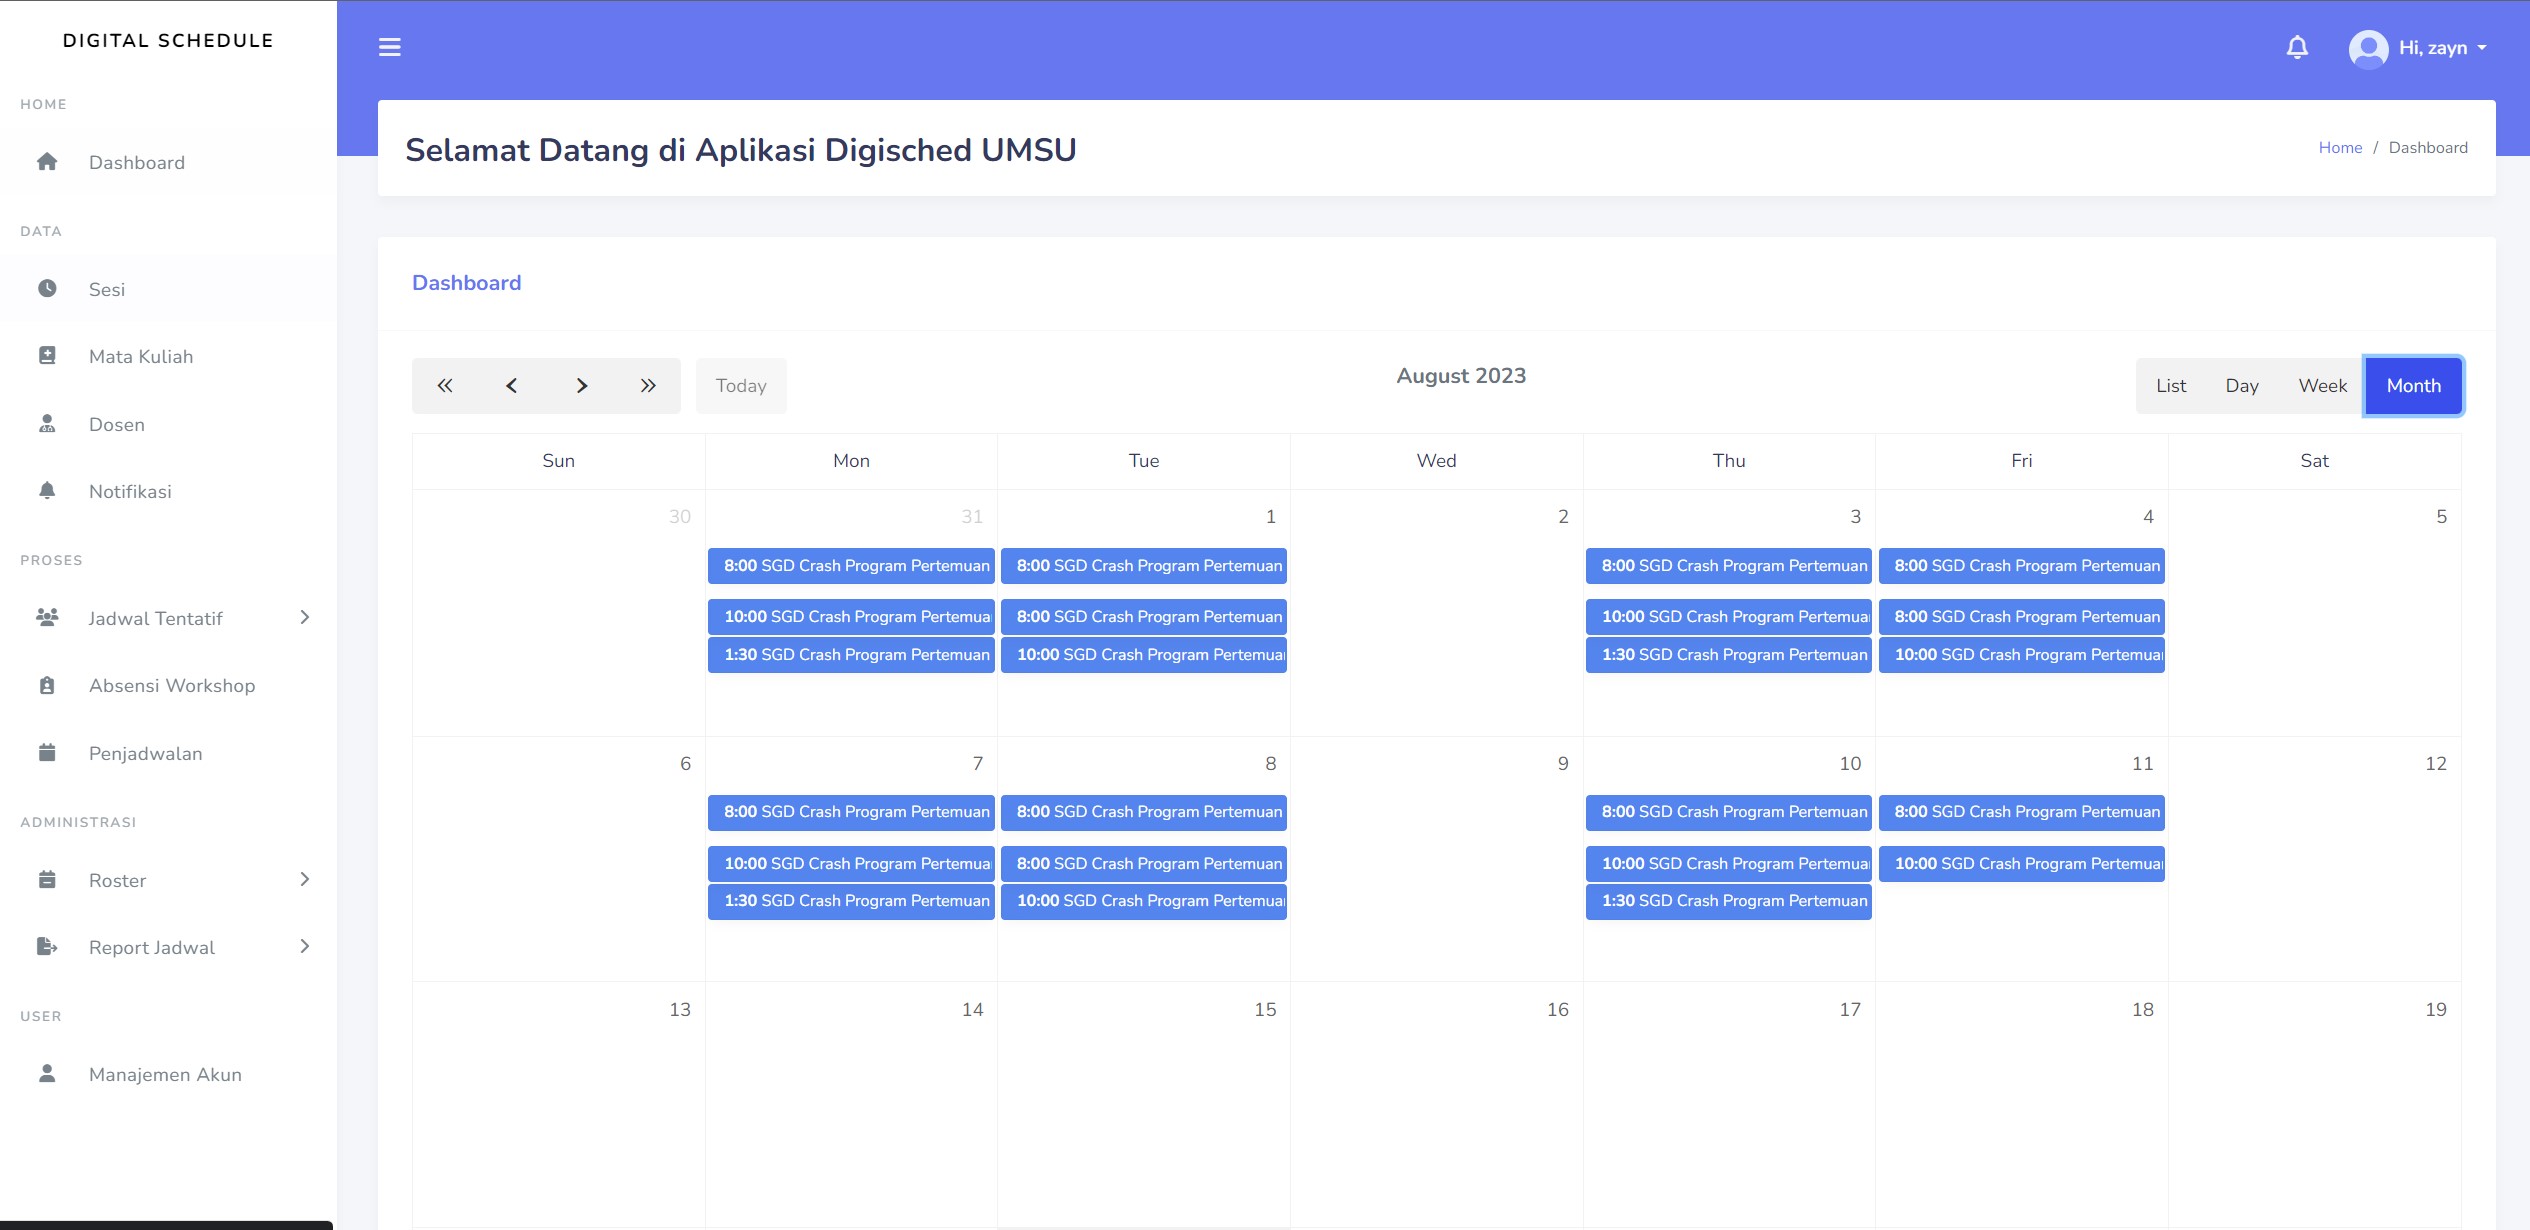 DIGITAL SCHEDULE
HOME
Dashboard
DATA
Sesi
Mata Kuliah
Dosen
Notifikasi
PROSES
Jadwal Tentatif
Absensi Workshop
Penjadwalan
ADMINISTRASI
Roster
Report Jadwal
USER
Manajemen Akun
Hi, zayn
Selamat Datang di Aplikasi Digisched UMSU
Home / Dashboard
Dashboard
Today
August 2023
List Day Week Month
Sun Mon Tue Wed Thu Fri Sat
30 31 1 2 3 4 5
8:00 SGD Crash Program Pertemuan 8:00 SGD Crash Program Pertemuan 8:00 SGD Crash Program Pertemuan 8:00 SGD Crash Program Pertemuan
10:00 SGD Crash Program Pertemua 8:00 SGD Crash Program Pertemuan 10:00 SGD Crash Program Pertemua 8:00 SGD Crash Program Pertemuan
1:30 SGD Crash Program Pertemuan 10:00 SGD Crash Program Pertemua 1:30 SGD Crash Program Pertemuan 10:00 SGD Crash Program Pertemua
6 7 8 9 10 11 12
8:00 SGD Crash Program Pertemuan 8:00 SGD Crash Program Pertemuan 8:00 SGD Crash Program Pertemuan 8:00 SGD Crash Program Pertemuan
10:00 SGD Crash Program Pertemua 8:00 SGD Crash Program Pertemuan 10:00 SGD Crash Program Pertemua 10:00 SGD Crash Program Pertemua
1:30 SGD Crash Program Pertemuan 10:00 SGD Crash Program Pertemua 1:30 SGD Crash Program Pertemuan
13 14 15 16 17 18 19